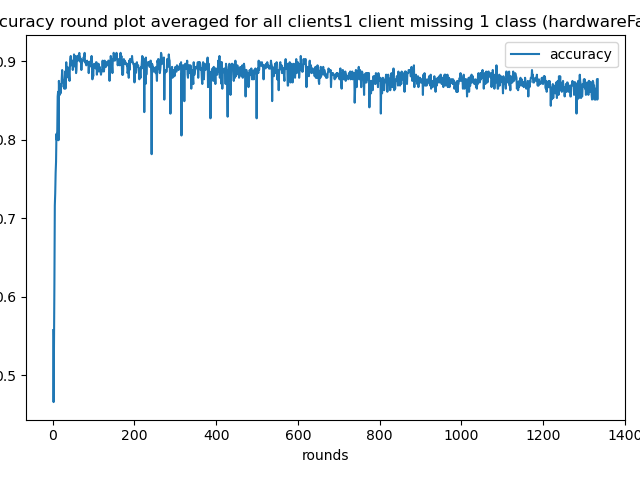 curacy round plot averaged for all clients1 client missing 1 class (hardwareFa
accuracy
0.9
0.8
0.7
0.6
0.5
0 200 400 600 800 1000 1200 1400
rounds